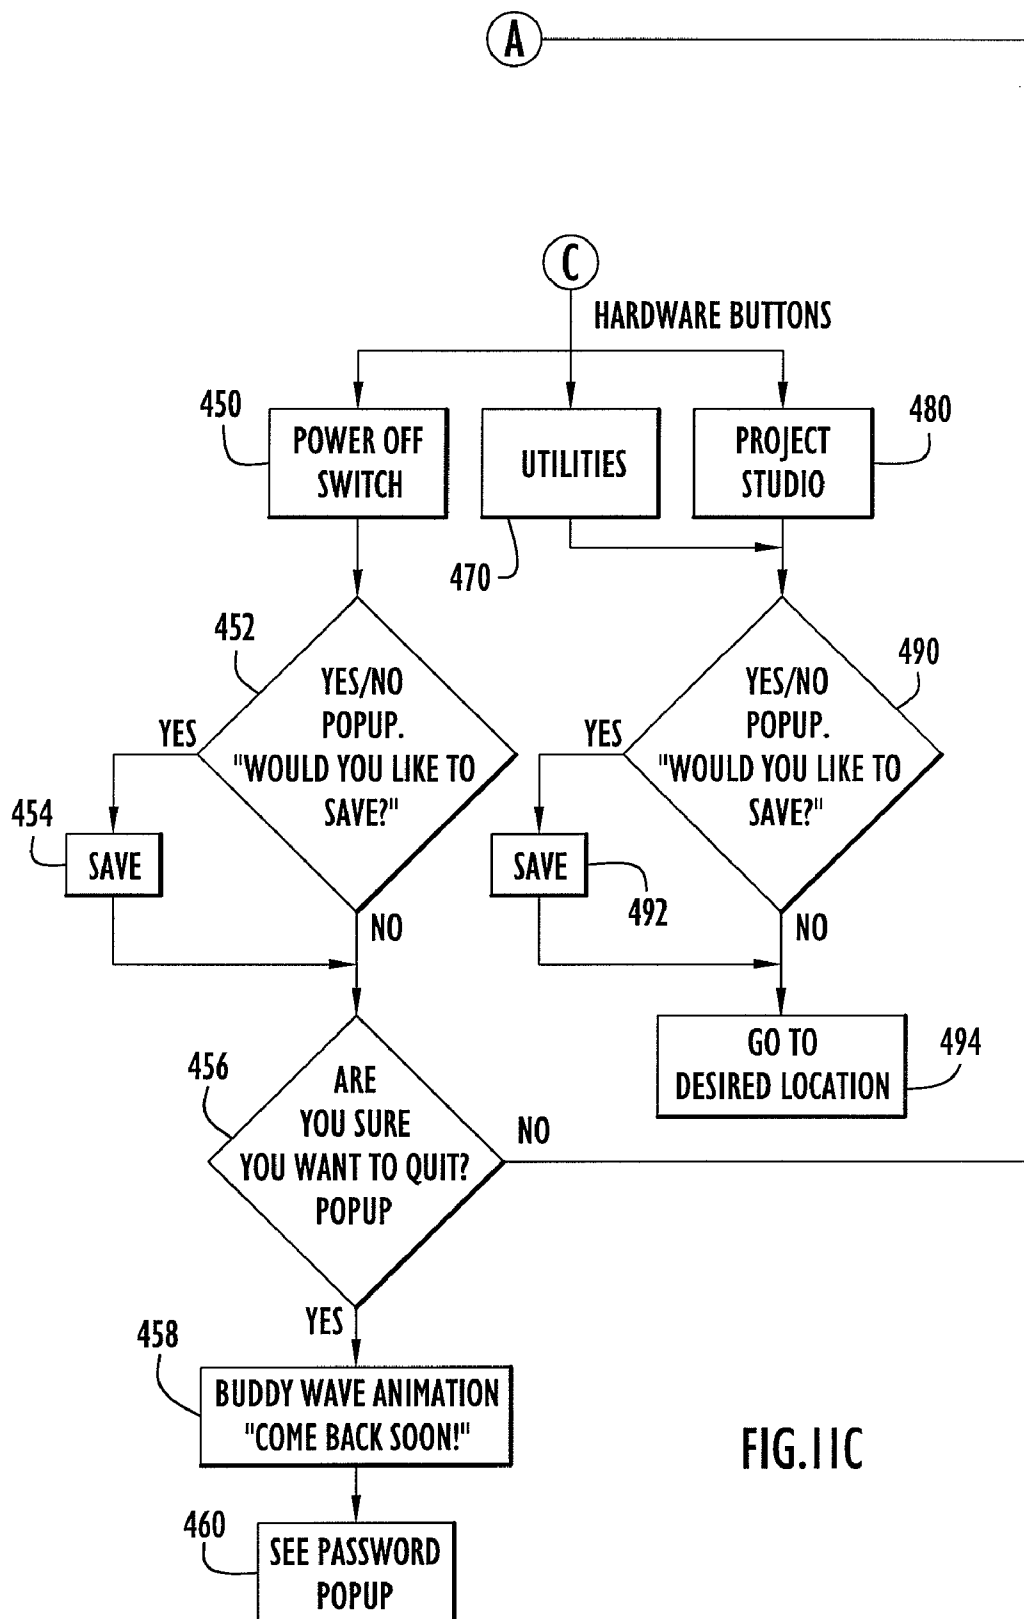 A
C
HARDWARE BUTTONS
450
POWER OFF
SWITCH
UTILITIES
470
PROJECT
STUDIO
480
452
YES/NO
POPUP.
"WOULD YOU LIKE TO
SAVE?"
YES
454
SAVE
NO
490
YES/NO
POPUP.
"WOULD YOU LIKE TO
SAVE?"
YES
SAVE
492
NO
GO TO
DESIRED LOCATION
494
456
ARE
YOU SURE
YOU WANT TO QUIT?
POPUP
NO
YES
458
BUDDY WAVE ANIMATION
"COME BACK SOON!"
460
SEE PASSWORD
POPUP
FIG.11C